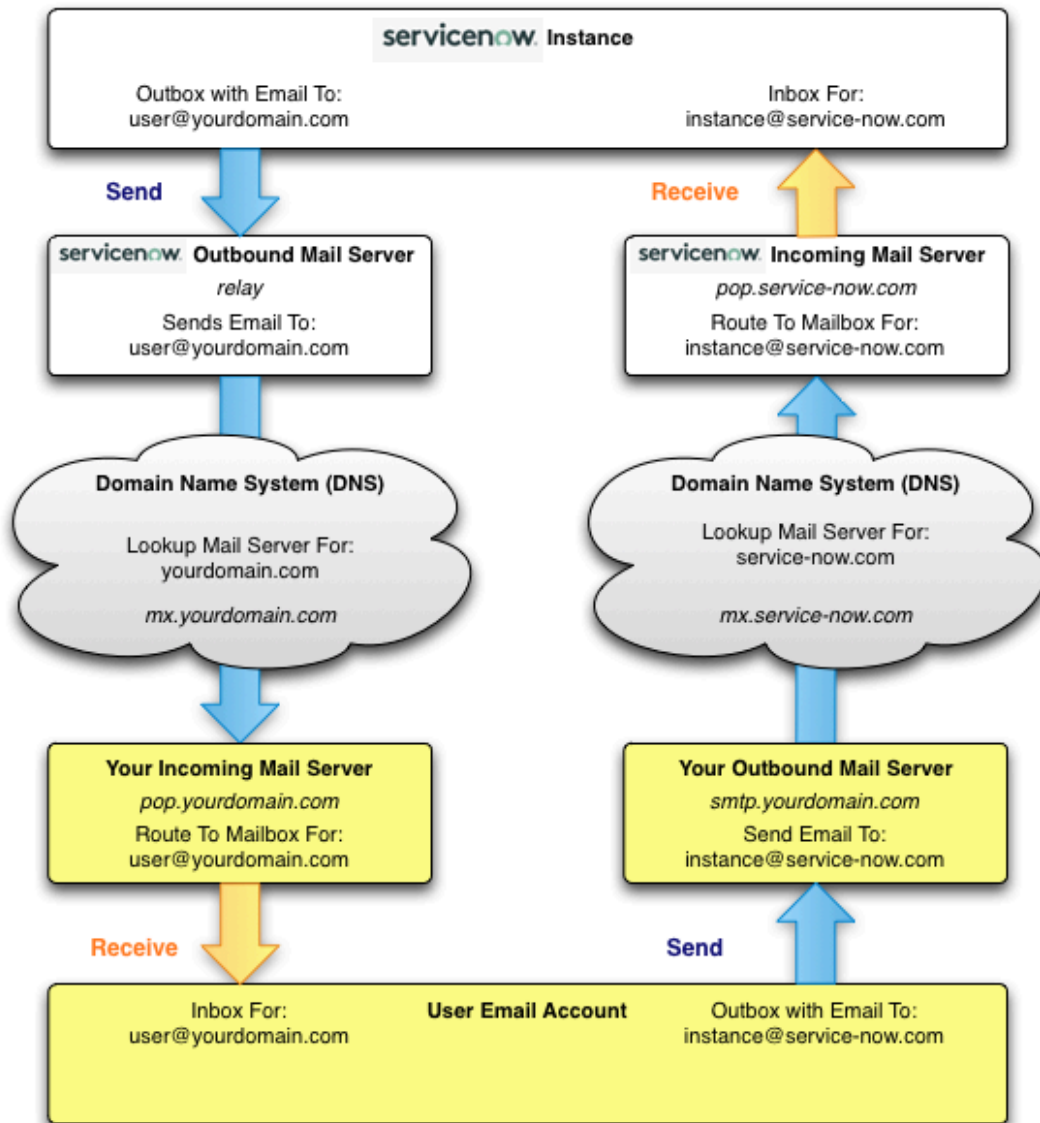 servicenow. Instance
Outbox with Email To:
user@yourdomain.com
Inbox For:
instance@service-now.com
Send
Receive
servicenow. Outbound Mail Server
relay
Sends Email To:
user@yourdomain.com
servicenow. Incoming Mail Server
pop.service-now.com
Route To Mailbox For:
instance@service-now.com
Domain Name System (DNS)
Lookup Mail Server For:
yourdomain.com
mx.yourdomain.com
Domain Name System (DNS)
Lookup Mail Server For:
service-now.com
mx.service-now.com
Your Incoming Mail Server
pop.yourdomain.com
Route To Mailbox For:
user@yourdomain.com
Your Outbound Mail Server
smtp.yourdomain.com
Send Email To:
instance@service-now.com
Receive
Send
Inbox For:
user@yourdomain.com
User Email Account
Outbox with Email To:
instance@service-now.com